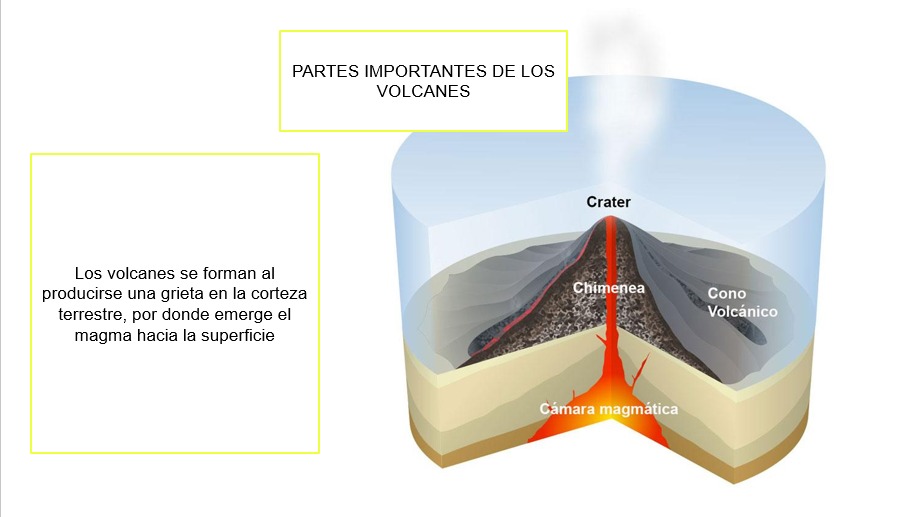 PARTES IMPORTANTES DE LOS
VOLCANES
Los volcanes se forman al
producirse una grieta en la corteza
terrestre, por donde emerge el
magma hacia la superficie
Crater
Chimenea
Cono
Volcánico
Cámara magmática